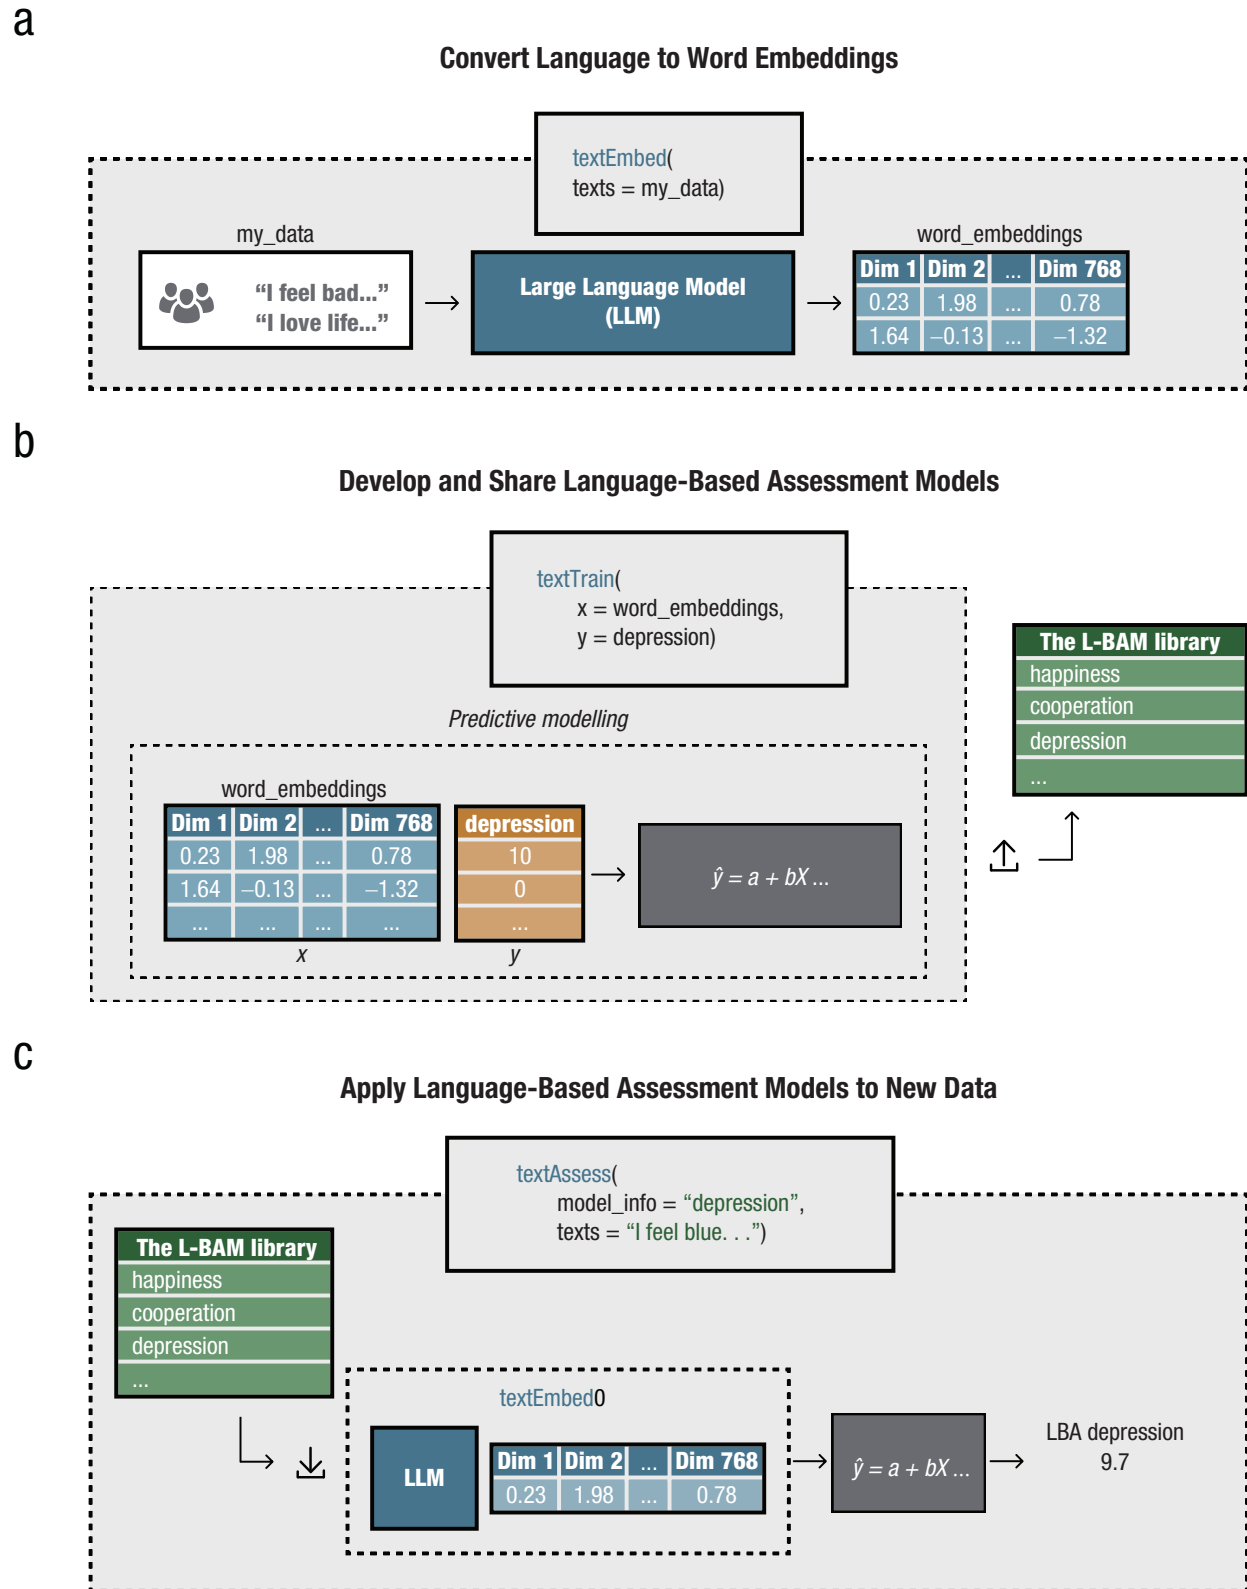 a
Convert Language to Word Embeddings
textEmbed(
texts = my_data)
my_data
“I feel bad...”
“I love life...”
Large Language Model
(LLM)
word_embeddings
Dim 1 Dim 2 ... Dim 768
0.23 1.98 ... 0.78
1.64 –0.13 ... –1.32
b
Develop and Share Language-Based Assessment Models
textTrain(
x = word_embeddings,
y = depression)
The L-BAM library
happiness
cooperation
depression
...
Predictive modelling
word_embeddings
Dim 1 Dim 2 ... Dim 768
0.23 1.98 ... 0.78
1.64 –0.13 ... –1.32
... ... ... ...
x
depression
10
0
...
y
ŷ = a + bX ...
c
Apply Language-Based Assessment Models to New Data
textAssess(
model_info = “depression”,
texts = “I feel blue. . .”)
The L-BAM library
happiness
cooperation
depression
...
textEmbed0
LLM
Dim 1 Dim 2 ... Dim 768
0.23 1.98 ... 0.78
ŷ = a + bX ...
LBA depression
9.7